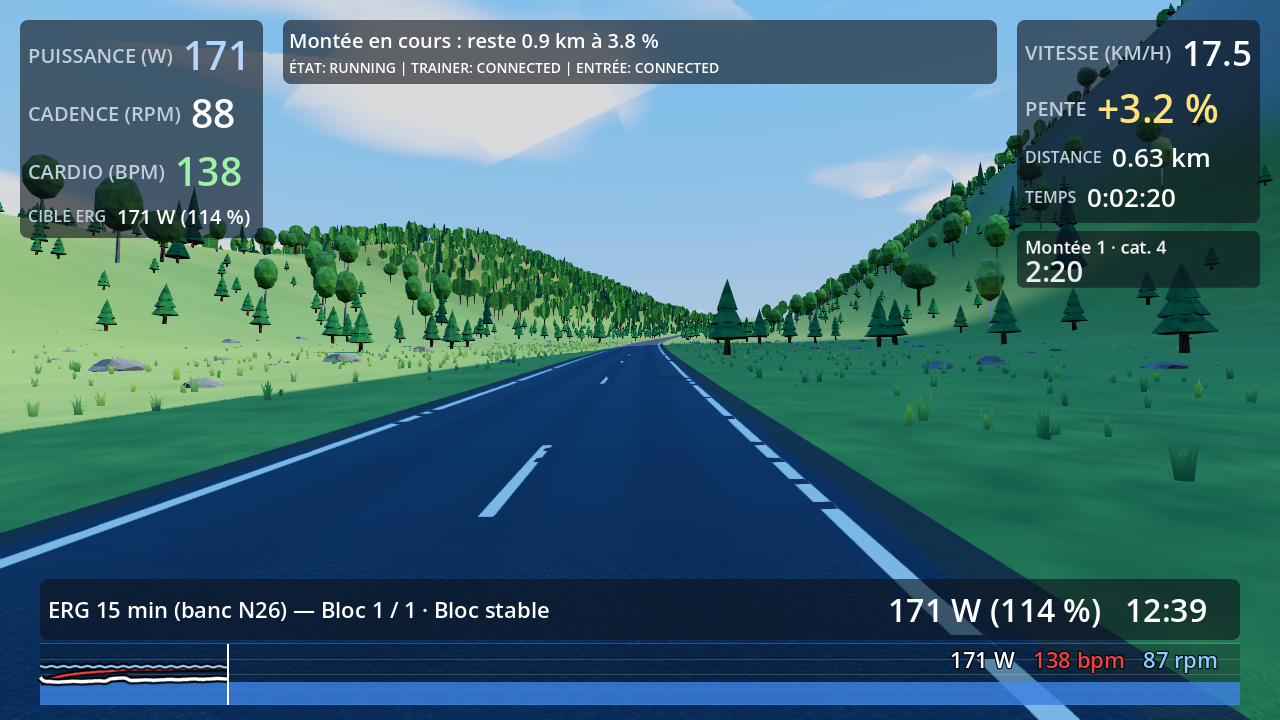 PUISSANCE (W) 171
CADENCE (RPM) 88
CARDIO (BPM) 138
CIBLE ERG 171 W (114 %)
Montée en cours : reste 0.9 km à 3.8 %
ÉTAT: RUNNING | TRAINER: CONNECTED | ENTRÉE: CONNECTED
VITESSE (KM/H) 17.5
PENTE +3.2 %
DISTANCE 0.63 km
TEMPS 0:02:20
Montée 1 · cat. 4
2:20
ERG 15 min (banc N26) — Bloc 1 / 1 · Bloc stable 171 W (114 %) 12:39
171 W 138 bpm 87 rpm